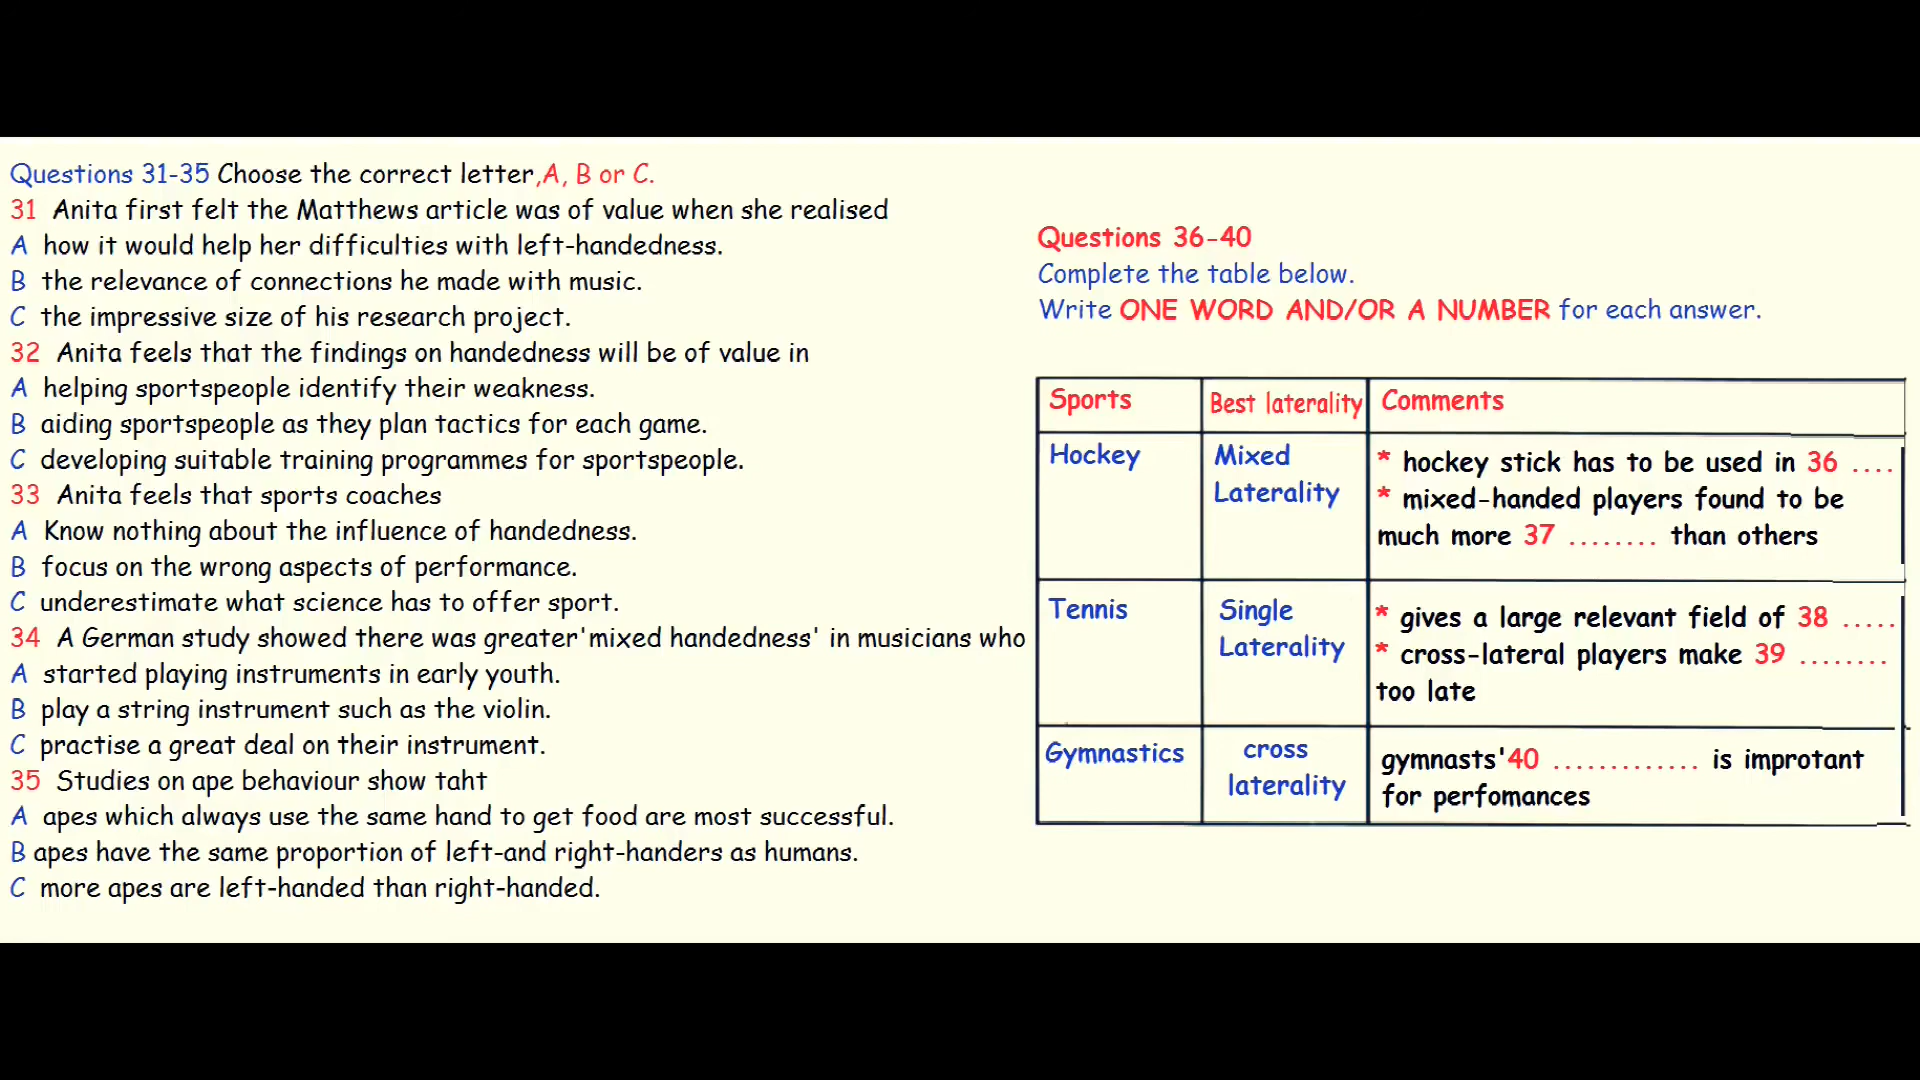 Questions 31-35 Choose the correct letter,A, B or C.
31 Anita first felt the Matthews article was of value when she realised
A how it would help her difficulties with left-handedness.
B the relevance of connections he made with music.
C the impressive size of his research project.
32 Anita feels that the findings on handedness will be of value in
A helping sportspeople identify their weakness.
B aiding sportspeople as they plan tactics for each game.
C developing suitable training programmes for sportspeople.
33 Anita feels that sports coaches
A Know nothing about the influence of handedness.
B focus on the wrong aspects of performance.
C underestimate what science has to offer sport.
34 A German study showed there was greater'mixed handedness' in musicians who
A started playing instruments in early youth.
B play a string instrument such as the violin.
C practise a great deal on their instrument.
35 Studies on ape behaviour show taht
A apes which always use the same hand to get food are most successful.
B apes have the same proportion of left-and right-handers as humans.
C more apes are left-handed than right-handed.
Questions 36-40
Complete the table below.
Write ONE WORD AND/OR A NUMBER for each answer.
Sports Best laterality Comments
Hockey
Mixed
Laterality
* hockey stick has to be used in 36 ....
* mixed-handed players found to be
much more 37 ........ than others
Tennis
Single
Laterality
* gives a large relevant field of 38 .....
* cross-lateral players make 39 ........
too late
Gymnastics
cross
laterality
gymnasts'40 ............. is improtant
for perfomances